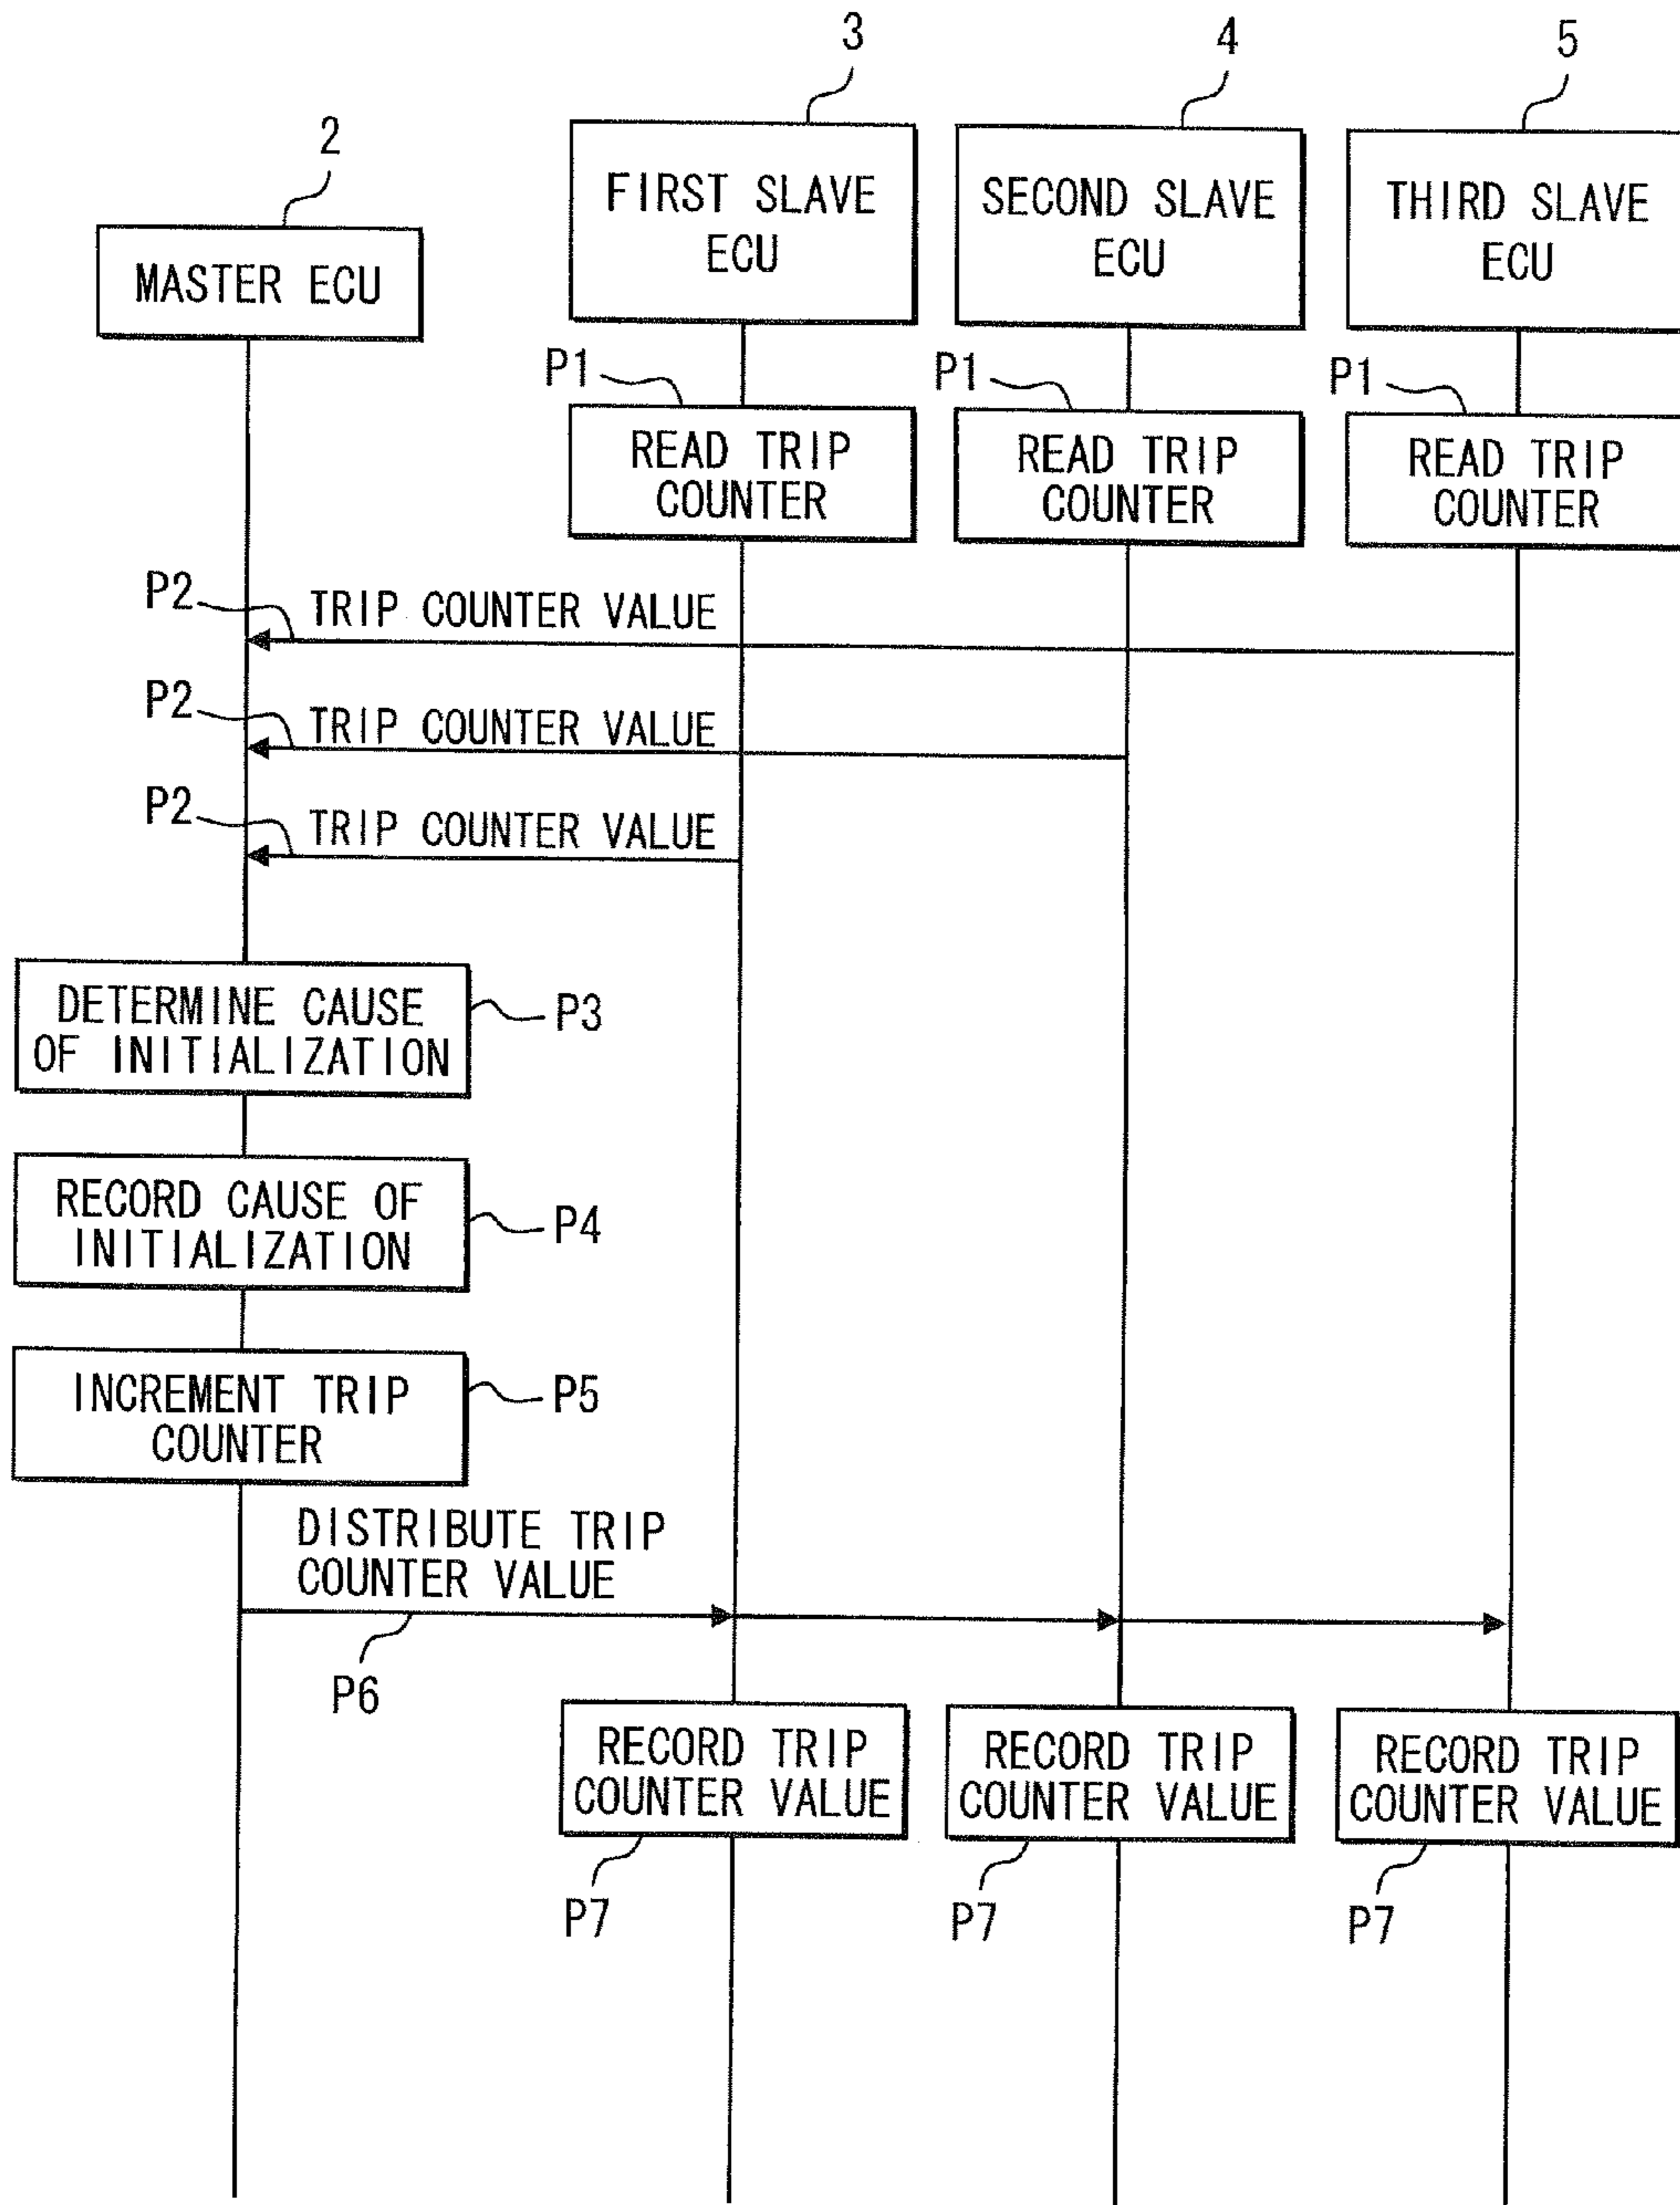 3
4
5
2
FIRST SLAVE
ECU
SECOND SLAVE
ECU
THIRD SLAVE
ECU
MASTER ECU
P1
P1
P1
READ TRIP
COUNTER
READ TRIP
COUNTER
READ TRIP
COUNTER
P2
TRIP COUNTER VALUE
P2
TRIP COUNTER VALUE
P2
TRIP COUNTER VALUE
DETERMINE CAUSE
OF INITIALIZATION
P3
RECORD CAUSE OF
INITIALIZATION
P4
INCREMENT TRIP
COUNTER
P5
DISTRIBUTE TRIP
COUNTER VALUE
P6
RECORD TRIP
COUNTER VALUE
RECORD TRIP
COUNTER VALUE
RECORD TRIP
COUNTER VALUE
P7
P7
P7